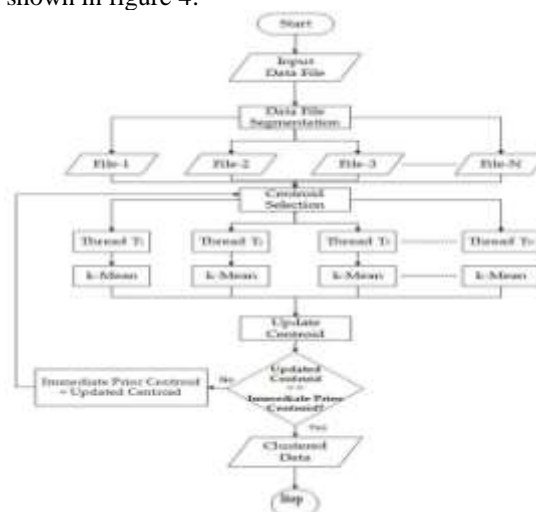 shown in figure 4.
Start
Input
Data File
Data File
Segmentation
File-1 File-2 File-3 File-N
Centroid
Selection
Thread Thread Thread Thread
k-Mean k-Mean k-Mean k-Mean
Update
Centroid
Updated
Centroid
==
Immediate Prior
Centroid?
No
Immediate Prior Centroid
= Updated Centroid
Yes
Clustered
Data
Stop